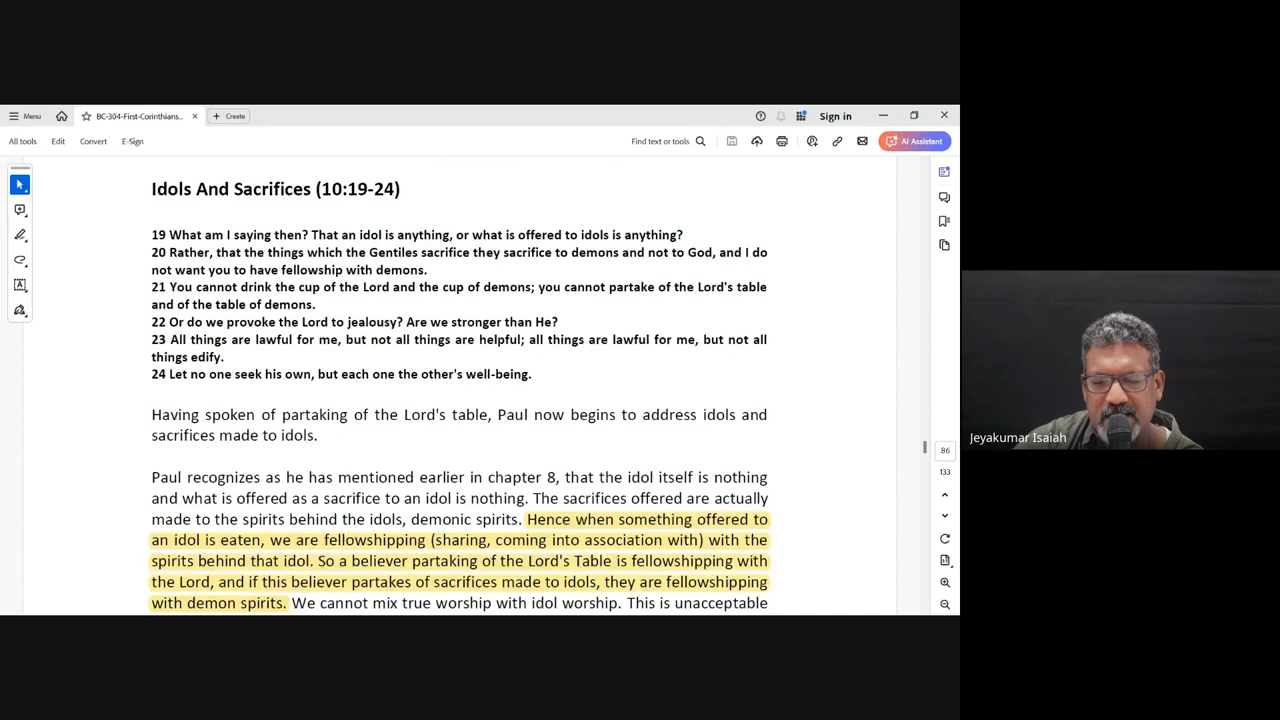 Menu
BC-304-First-Corinthians...
Create
Sign in
All tools
Edit
Convert
E-Sign
Find text or tools
AI Assistant
Idols And Sacrifices (10:19-24)
19 What am I saying then? That an idol is anything, or what is offered to idols is anything?
20 Rather, that the things which the Gentiles sacrifice they sacrifice to demons and not to God, and I do
not want you to have fellowship with demons.
21 You cannot drink the cup of the Lord and the cup of demons; you cannot partake of the Lord's table
and of the table of demons.
22 Or do we provoke the Lord to jealousy? Are we stronger than He?
23 All things are lawful for me, but not all things are helpful; all things are lawful for me, but not all
things edify.
24 Let no one seek his own, but each one the other's well-being.
Having spoken of partaking of the Lord's table, Paul now begins to address idols and
sacrifices made to idols.
Paul recognizes as he has mentioned earlier in chapter 8, that the idol itself is nothing
and what is offered as a sacrifice to an idol is nothing. The sacrifices offered are actually
made to the spirits behind the idols, demonic spirits. Hence when something offered to
an idol is eaten, we are fellowshipping (sharing, coming into association with) with the
spirits behind that idol. So a believer partaking of the Lord's Table is fellowshipping with
the Lord, and if this believer partakes of sacrifices made to idols, they are fellowshipping
with demon spirits. We cannot mix true worship with idol worship. This is unacceptable
86
133
Jeyakumar Isaiah